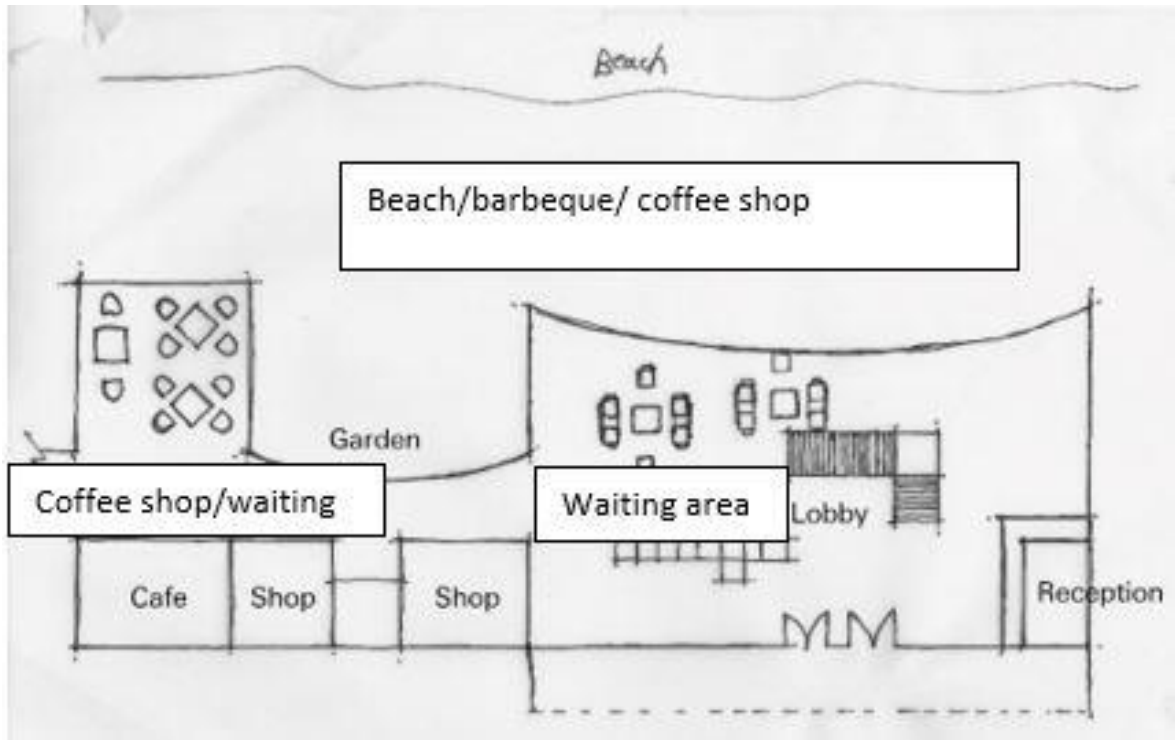 Beach
Beach/barbeque/ coffee shop
Garden
Coffee shop/waiting
Waiting area
Lobby
Cafe
Shop
Shop
Reception